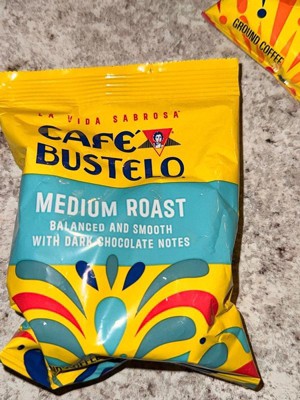 GROUND COFFEE
LA VIDA SABROSA
CAFÉ
BUSTELO
MEDIUM ROAST
BALANCED AND SMOOTH
WITH DARK CHOCOLATE NOTES